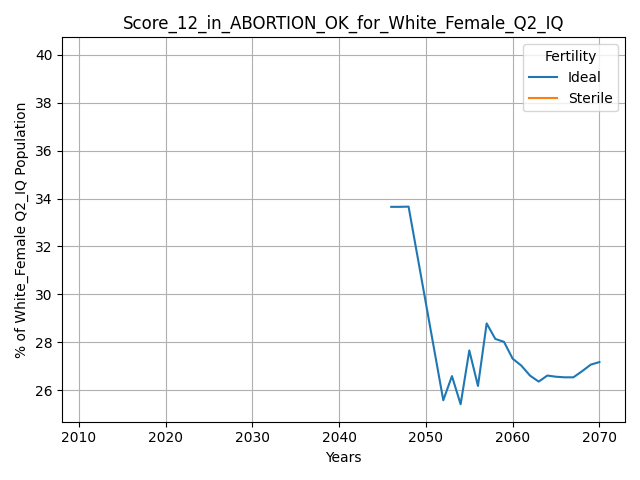 Score_12_in_ABORTION_OK_for_White_Female_Q2_IQ
Fertility
Ideal
Sterile
% of White_Female Q2_IQ Population
40
38
36
34
32
30
28
26
2010
2020
2030
2040
2050
2060
2070
Years